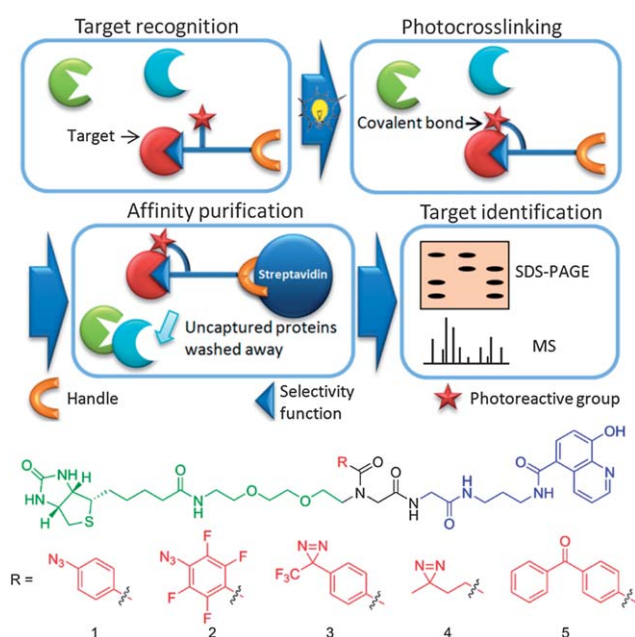 Target recognition
Photocrosslinking
Target
Covalent bond
Affinity purification
Target identification
Streptavidin
Uncaptured proteins
washed away
SDS-PAGE
MS
Handle
Selectivity
function
Photoreactive group
O
HN
NH
H
H
S
O
N
H
O
O
R
O
N
O
H
N
N
H
O
H
N
O
N
H
OH
N
R =
N₃
N₃
F
F
F
F
N=N
F₃C
N=N
O
1
2
3
4
5